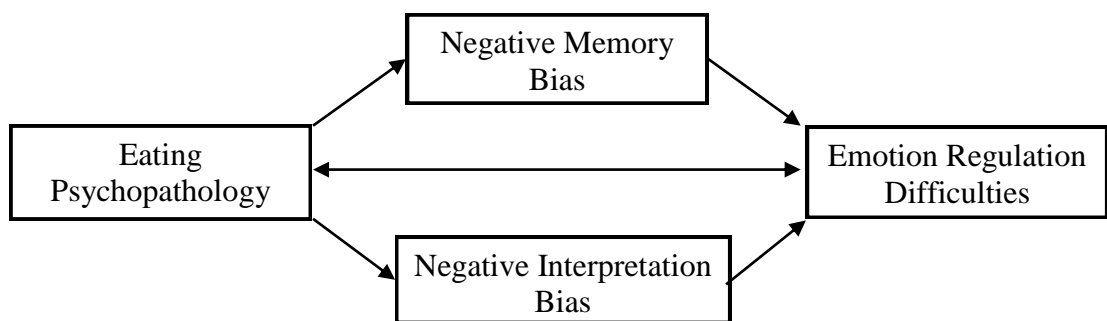 Negative Memory
Bias
Eating
Psychopathology
Emotion Regulation
Difficulties
Negative Interpretation
Bias